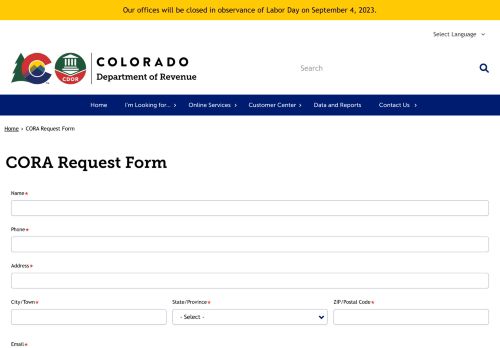 Our offices will be closed in observance of Labor Day on September 4, 2023.
Select Language
COLORADO
Department of Revenue
CDOR
Search
Home I'm Looking for... Online Services Customer Center Data and Reports Contact Us
Home › CORA Request Form
CORA Request Form
Name*
Phone*
Address*
City/Town* State/Province* ZIP/Postal Code*
- Select -
Email*